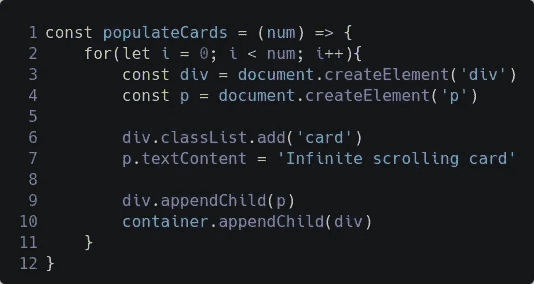 1 const populateCards = (num) => {
2     for(let i = 0; i < num; i++){
3         const div = document.createElement('div')
4         const p = document.createElement('p')
5
6         div.classList.add('card')
7         p.textContent = 'Infinite scrolling card'
8
9         div.appendChild(p)
10         container.appendChild(div)
11     }
12 }